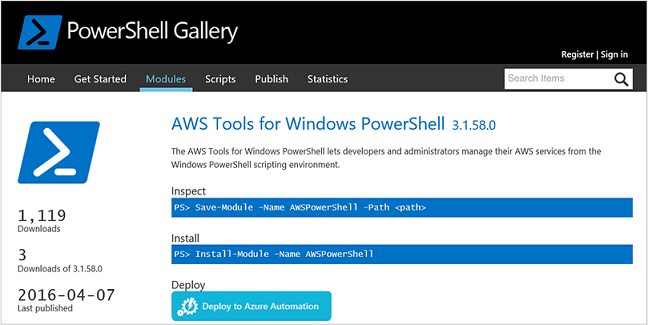 PowerShell Gallery
Register | Sign in
Home Get Started Modules Scripts Publish Statistics
Search Items
AWS Tools for Windows PowerShell 3.1.58.0
The AWS Tools for Windows PowerShell lets developers and administrators manage their AWS services from the
Windows PowerShell scripting environment.
Inspect
PS> Save-Module -Name AWSPowerShell -Path <path>
Install
PS> Install-Module -Name AWSPowerShell
Deploy
Deploy to Azure Automation
1,119
Downloads
3
Downloads of 3.1.58.0
2016-04-07
Last published